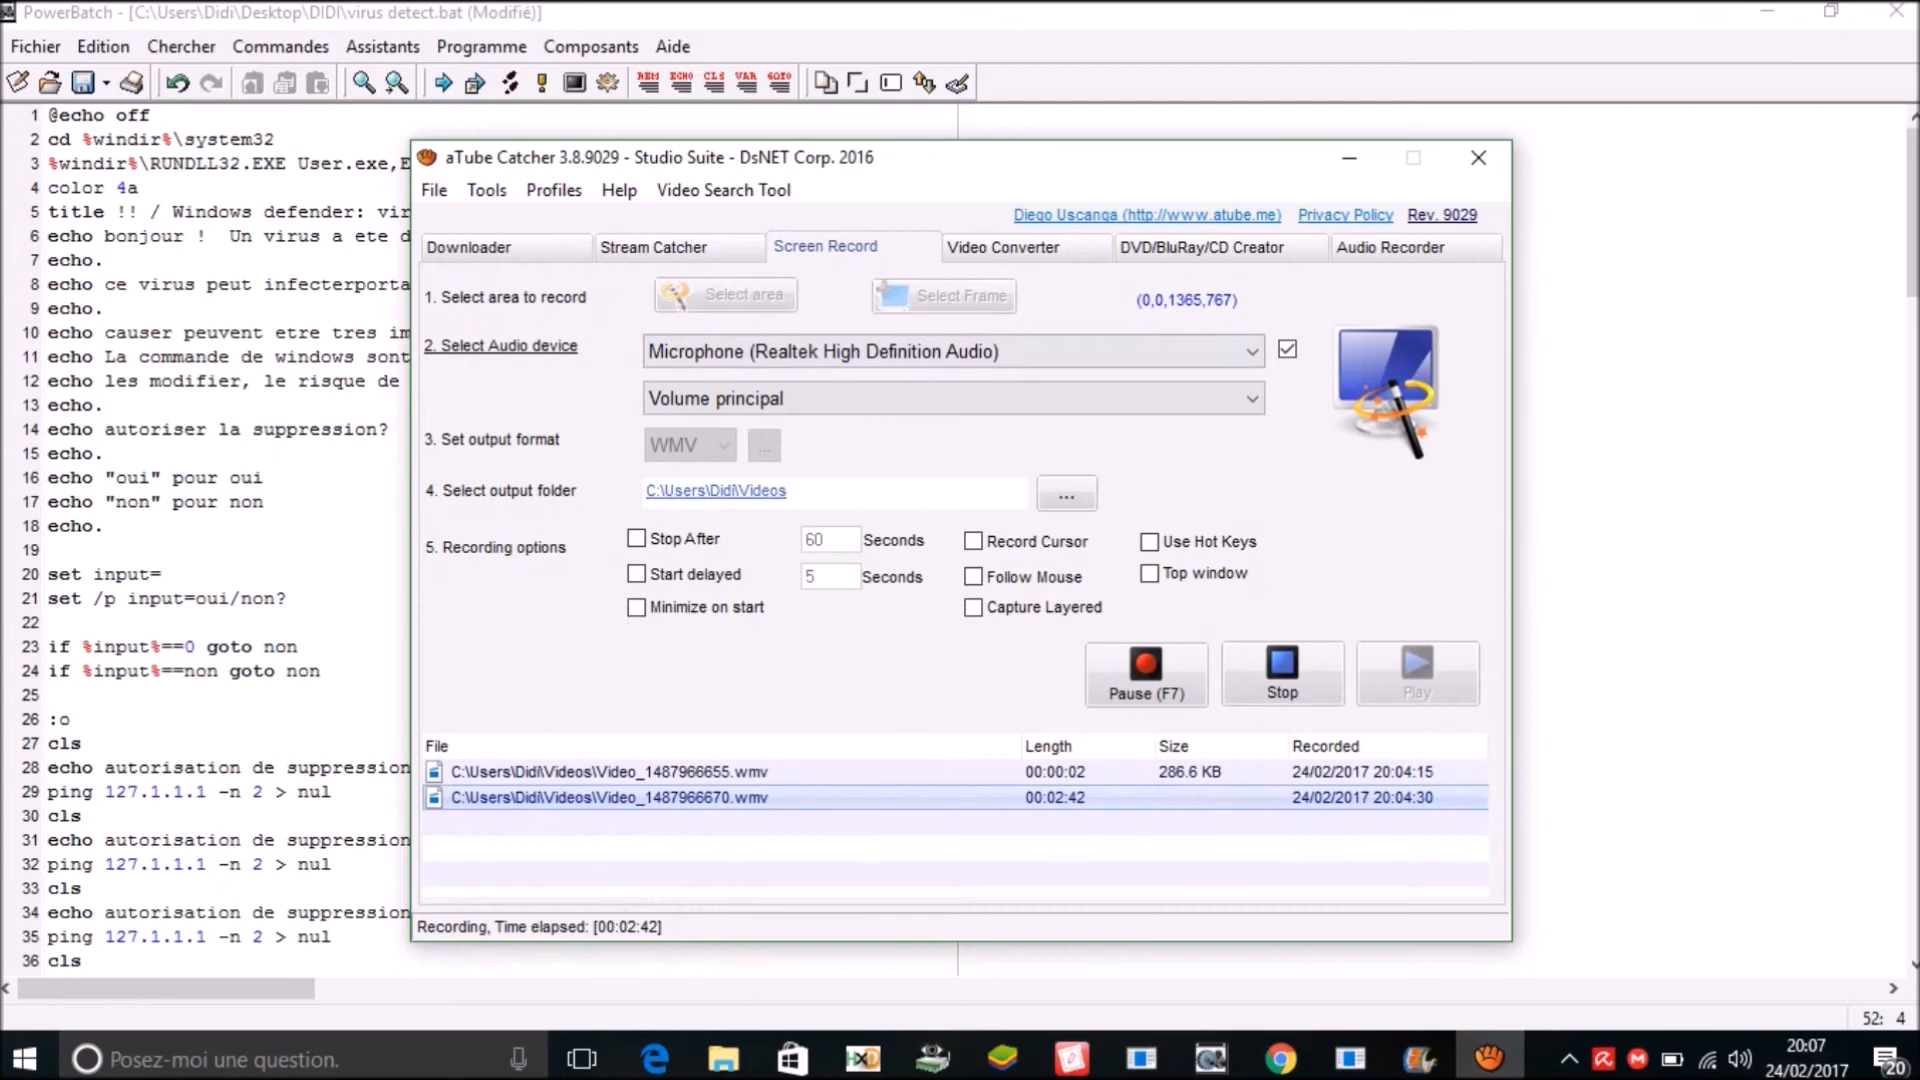 PowerBatch - [C:\Users\Didi\Desktop\DIDI\virus detect.bat (Modifié)]
Fichier Edition Chercher Commandes Assistants Programme Composants Aide
REM ECHO CLS VAR GOTO
1 @echo off
2 cd %windir%\system32
3 %windir%\RUNDLL32.EXE User.exe,E
4 color 4a
5 title !! / Windows defender: vir
6 echo bonjour !  Un virus a ete d
7 echo.
8 echo ce virus peut infecterporta
9 echo.
10 echo causer peuvent etre tres im
11 echo La commande de windows sont
12 echo les modifier, le risque de
13 echo.
14 echo autoriser la suppression?
15 echo.
16 echo "oui" pour oui
17 echo "non" pour non
18 echo.
19
20 set input=
21 set /p input=oui/non?
22
23 if %input%==0 goto non
24 if %input%==non goto non
25
26 :o
27 cls
28 echo autorisation de suppression
29 ping 127.1.1.1 -n 2 > nul
30 cls
31 echo autorisation de suppression
32 ping 127.1.1.1 -n 2 > nul
33 cls
34 echo autorisation de suppression
35 ping 127.1.1.1 -n 2 > nul
36 cls
aTube Catcher 3.8.9029 - Studio Suite - DsNET Corp. 2016
File Tools Profiles Help Video Search Tool
Diego Uscanga (http://www.atube.me) Privacy Policy Rev. 9029
Downloader Stream Catcher Screen Record Video Converter DVD/BluRay/CD Creator Audio Recorder
1. Select area to record Select area Select Frame (0,0,1365,767)
2. Select Audio device Microphone (Realtek High Definition Audio)
Volume principal
3. Set output format WMV ...
4. Select output folder C:\Users\Didi\Videos ...
5. Recording options Stop After 60 Seconds Record Cursor Use Hot Keys
Start delayed 5 Seconds Follow Mouse Top window
Minimize on start Capture Layered
Pause (F7) Stop Play
File Length Size Recorded
C:\Users\Didi\Videos\Video_1487966655.wmv 00:00:02 286.6 KB 24/02/2017 20:04:15
C:\Users\Didi\Videos\Video_1487966670.wmv 00:02:42 24/02/2017 20:04:30
Recording, Time elapsed: [00:02:42]
52: 4
Posez-moi une question.
20:07
24/02/2017
20